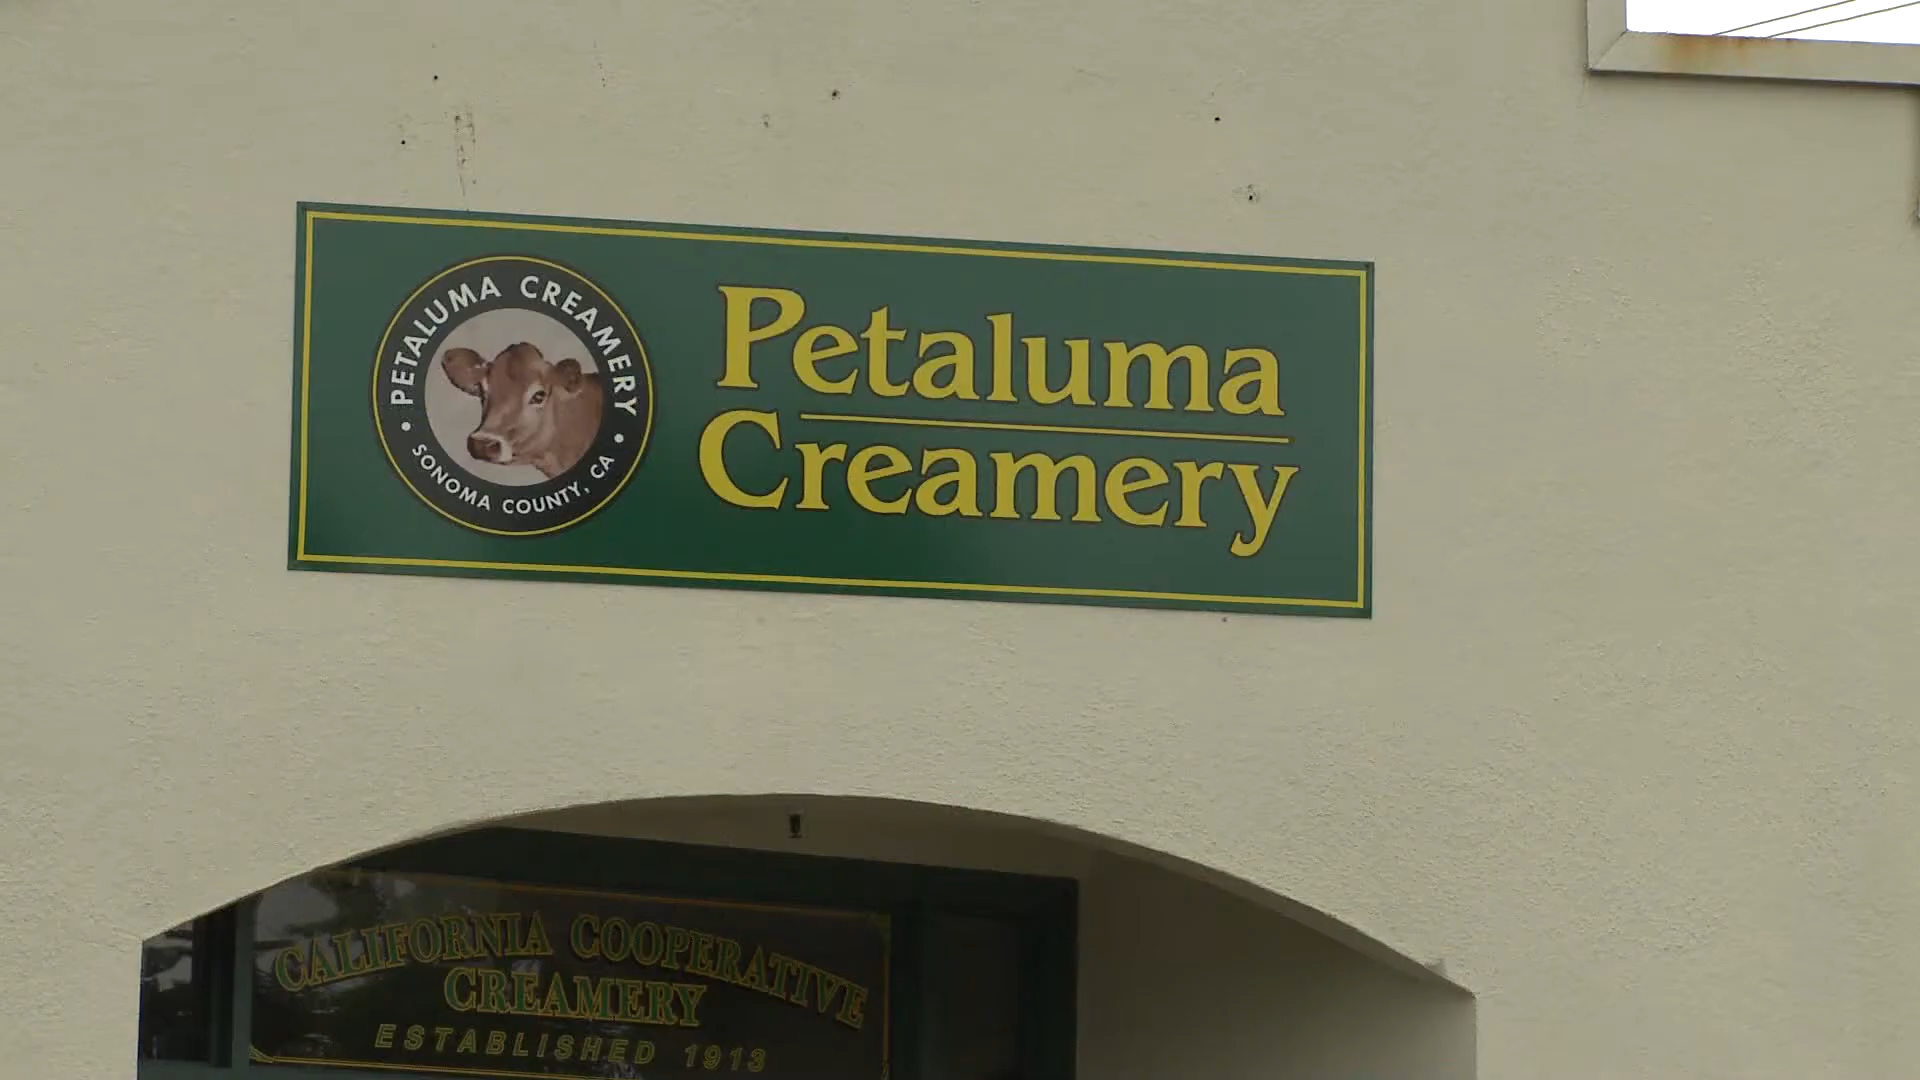 PETALUMA CREAMERY
SONOMA COUNTY, CA
Petaluma
Creamery
CALIFORNIA COOPERATIVE
CREAMERY
ESTABLISHED 1913